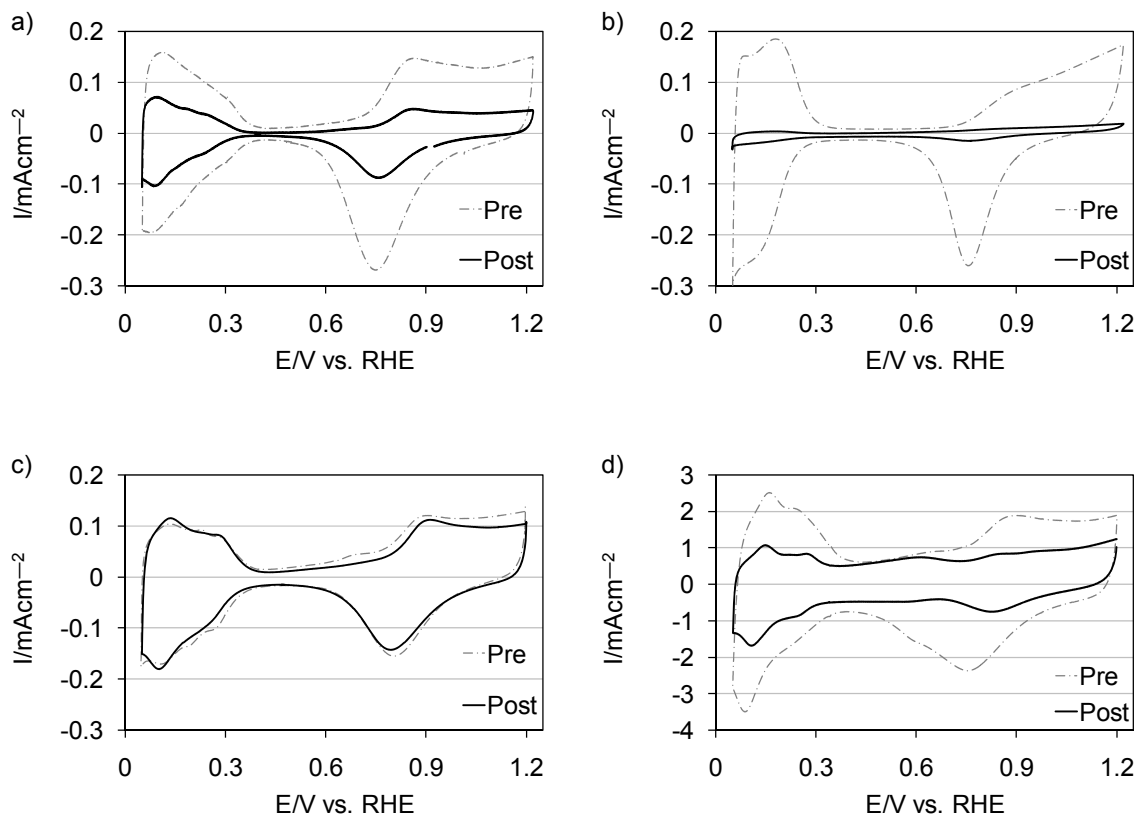 a)
0.2
0.1
0
-0.1
-0.2
-0.3
I/mAcm−2
0 0.3 0.6 0.9 1.2
E/V vs. RHE
Pre
Post
b)
0.2
0.1
0
-0.1
-0.2
-0.3
I/mAcm−2
0 0.3 0.6 0.9 1.2
E/V vs. RHE
Pre
Post
c)
0.2
0.1
0
-0.1
-0.2
-0.3
I/mAcm−2
0 0.3 0.6 0.9 1.2
E/V vs. RHE
Pre
Post
d)
3
2
1
0
-1
-2
-3
-4
I/mAcm−2
0 0.3 0.6 0.9 1.2
E/V vs. RHE
Pre
Post